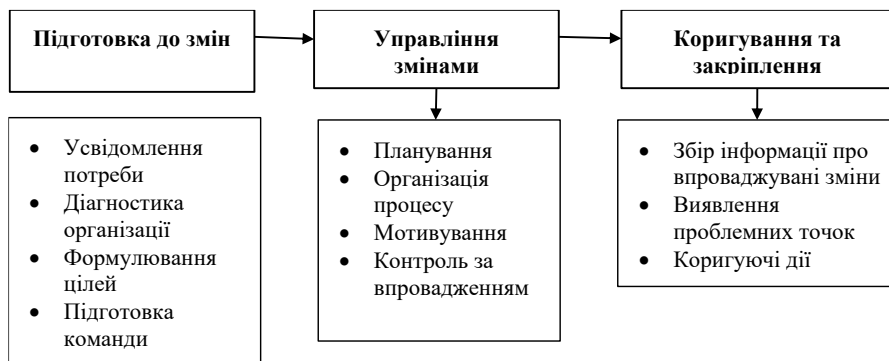 Підготовка до змін
Управління
змінами
Коригування та
закріплення
• Усвідомлення
потреби
• Діагностика
організації
• Формулювання
цілей
• Підготовка
команди
• Планування
• Організація
процесу
• Мотивування
• Контроль за
впровадженням
• Збір інформації про
впроваджувані зміни
• Виявлення
проблемних точок
• Коригуючі дії